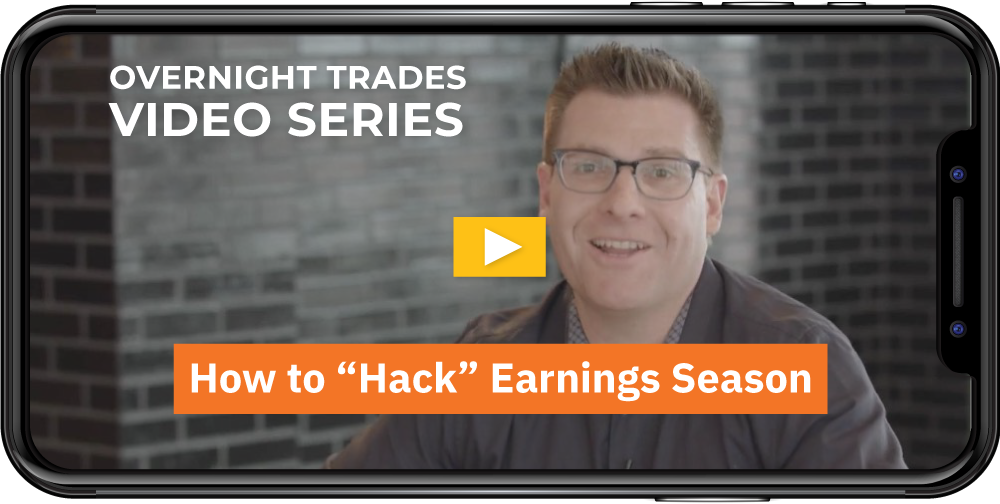 OVERNIGHT TRADES
VIDEO SERIES
How to “Hack” Earnings Season